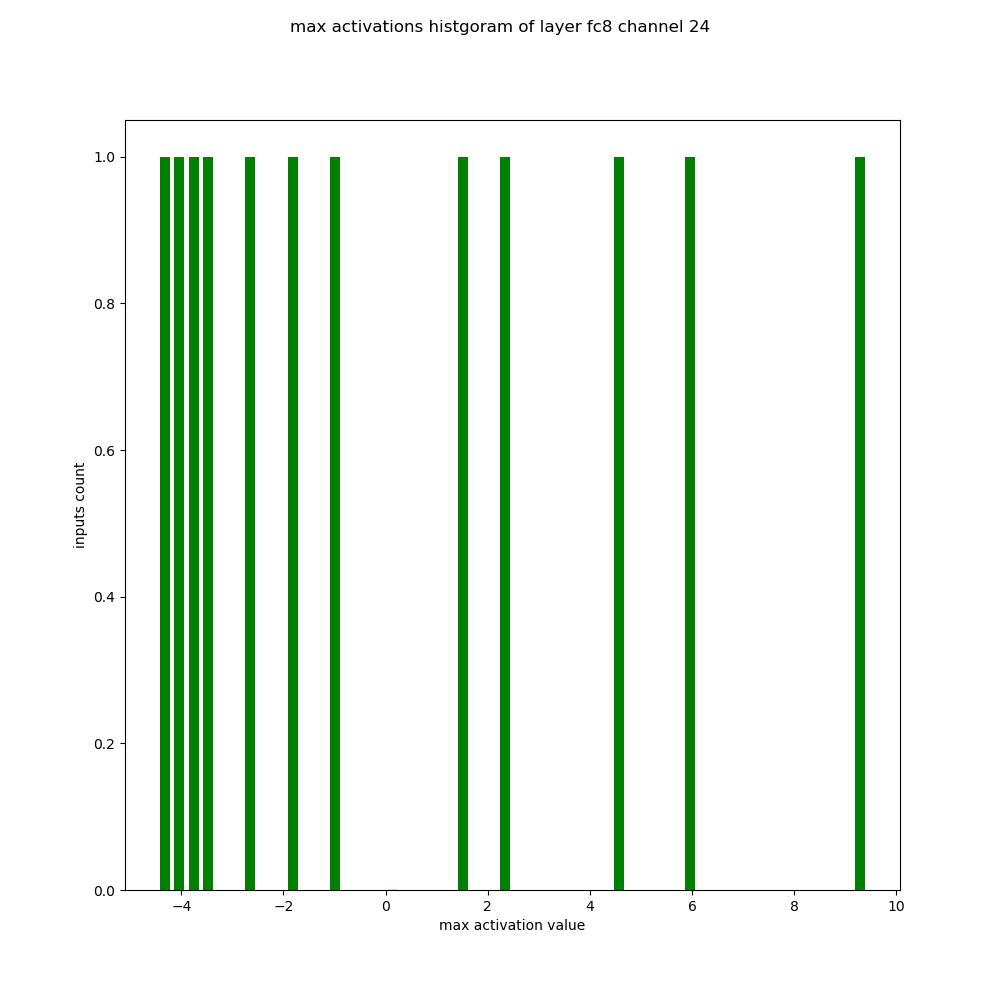 max activations histgoram of layer fc8 channel 24
1.0
0.8
0.6
0.4
0.2
0.0
inputs count
−4 −2 0 2 4 6 8 10
max activation value